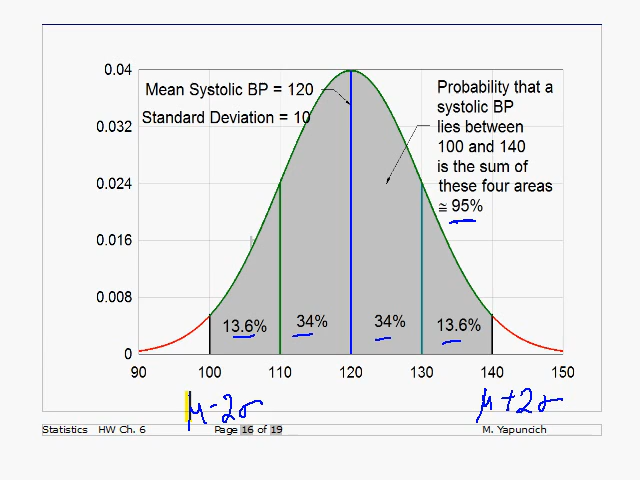 0.04
Mean Systolic BP = 120
Standard Deviation = 10
Probability that a
systolic BP
lies between
100 and 140
is the sum of
these four areas
≅ 95%
0.032
0.024
0.016
0.008
0
13.6% 34% 34% 13.6%
90 100 110 120 130 140 150
μ-2σ μ+2σ
Statistics HW Ch. 6 Page 16 of 19 M. Yapuncich